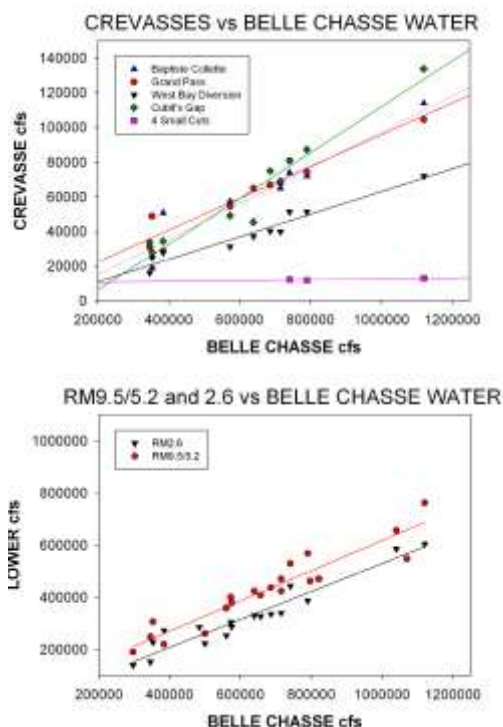 CREVASSES vs BELLE CHASSE WATER
140000
120000
100000
80000
60000
40000
20000
0
CREVASSE cfs
Baptiste Collette
Grand Pass
West Bay Diversion
Cubit's Gap
4 Small Cuts
200000 400000 600000 800000 1000000 1200000
BELLE CHASSE cfs
RM9.5/5.2 and 2.6 vs BELLE CHASSE WATER
1000000
800000
600000
400000
200000
LOWER cfs
RM2.6
RM9.5/5.2
200000 400000 600000 800000 1000000 1200000
BELLE CHASSE cfs